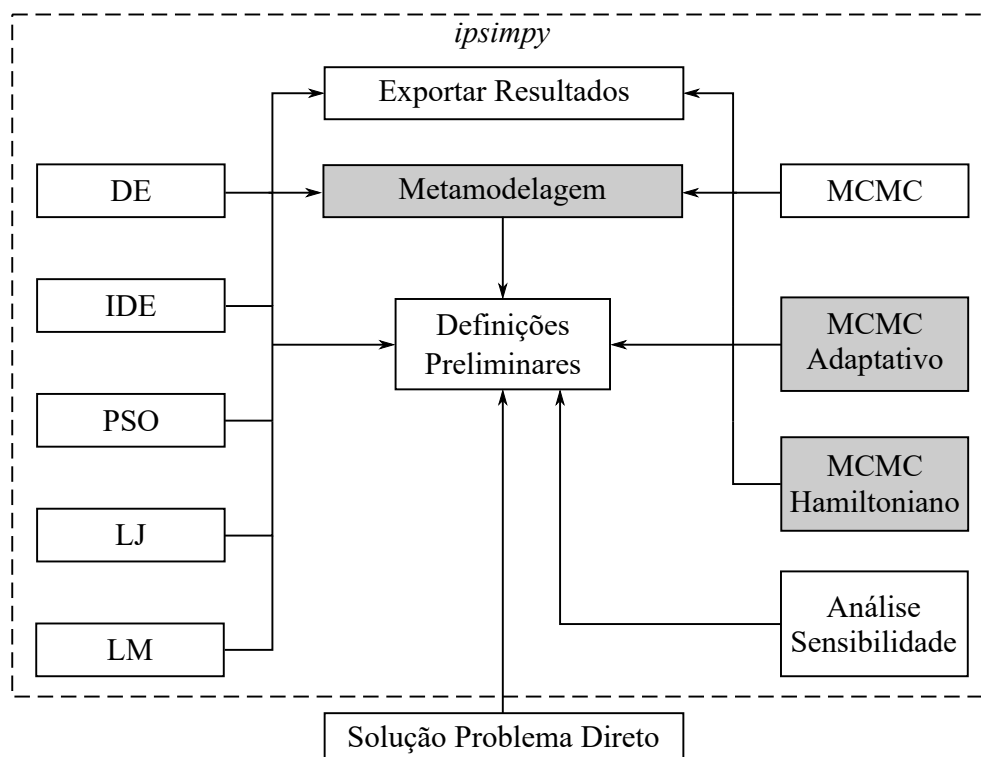 ipsimpy
Exportar Resultados
DE
Metamodelagem
MCMC
IDE
Definições
Preliminares
MCMC
Adaptativo
PSO
MCMC
Hamiltoniano
LJ
LM
Análise
Sensibilidade
Solução Problema Direto